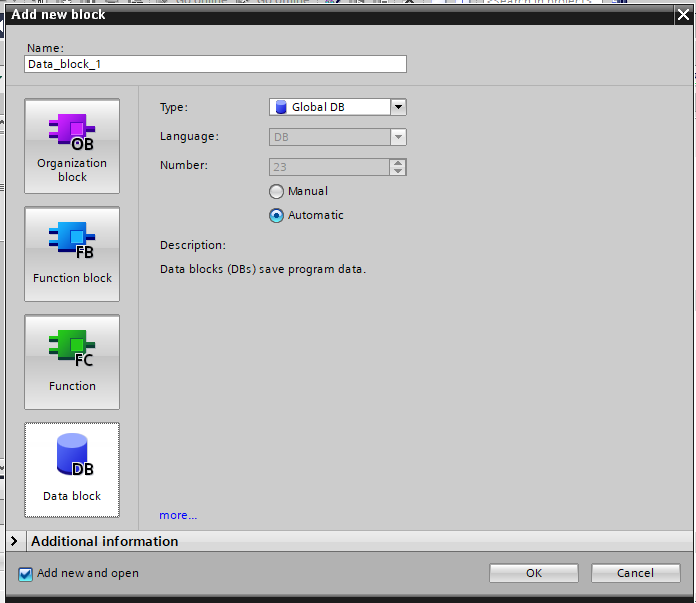 Add new block
Name:
Data_block_1
OB
Organization
block
FB
Function block
FC
Function
DB
Data block
Type:
Global DB
Language:
DB
Number:
23
Manual
Automatic
Description:
Data blocks (DBs) save program data.
more...
Additional information
Add new and open
OK
Cancel